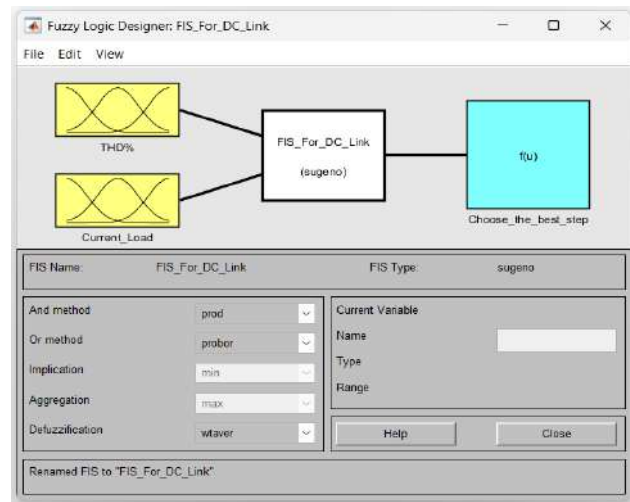 Fuzzy Logic Designer: FIS_For_DC_Link
File Edit View
THD%
Current_Load
FIS_For_DC_Link
(sugeno)
f(u)
Choose_the_best_step
FIS Name: FIS_For_DC_Link FIS Type: sugeno
And method prod
Or method probor
Implication min
Aggregation max
Defuzzification wtaver
Current Variable
Name
Type
Range
Help Close
Renamed FIS to "FIS_For_DC_Link"